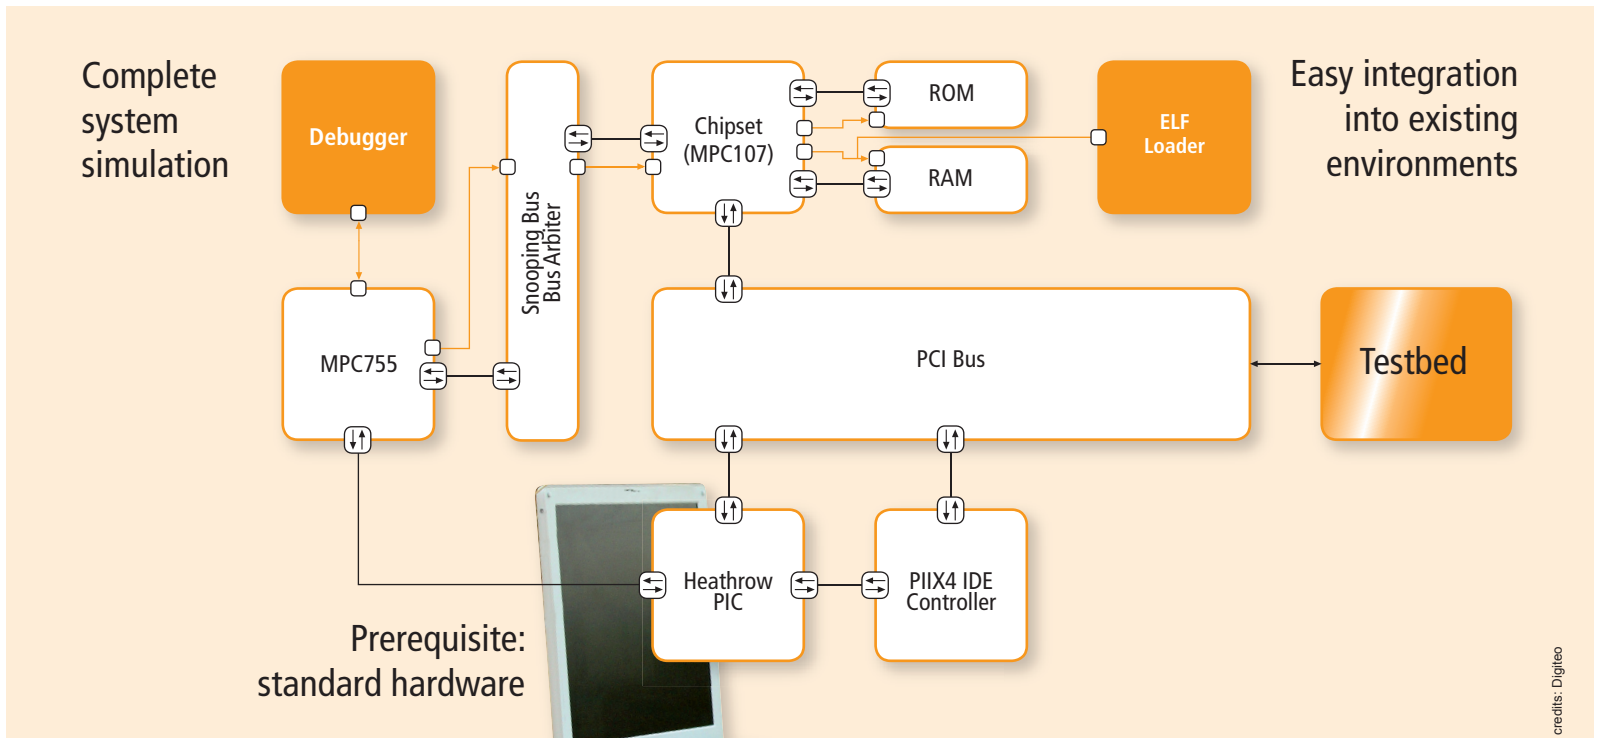 Complete
system
simulation
Debugger
Snooping Bus
Bus Arbiter
Chipset
(MPC107)
ROM
RAM
ELF
Loader
Easy integration
into existing
environments
MPC755
PCI Bus
Testbed
Heathrow
PIC
PIIX4 IDE
Controller
Prerequisite:
standard hardware
credits: Digiteo